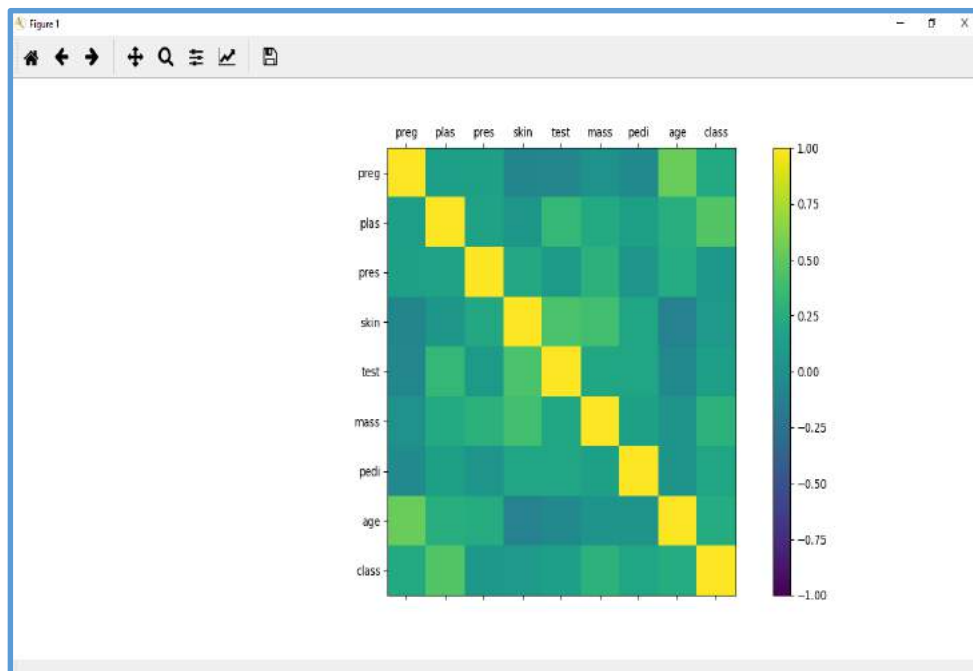 Figure 1
preg plas pres skin test mass pedi age class
preg
plas
pres
skin
test
mass
pedi
age
class
1.00
0.75
0.50
0.25
0.00
−0.25
−0.50
−0.75
−1.00